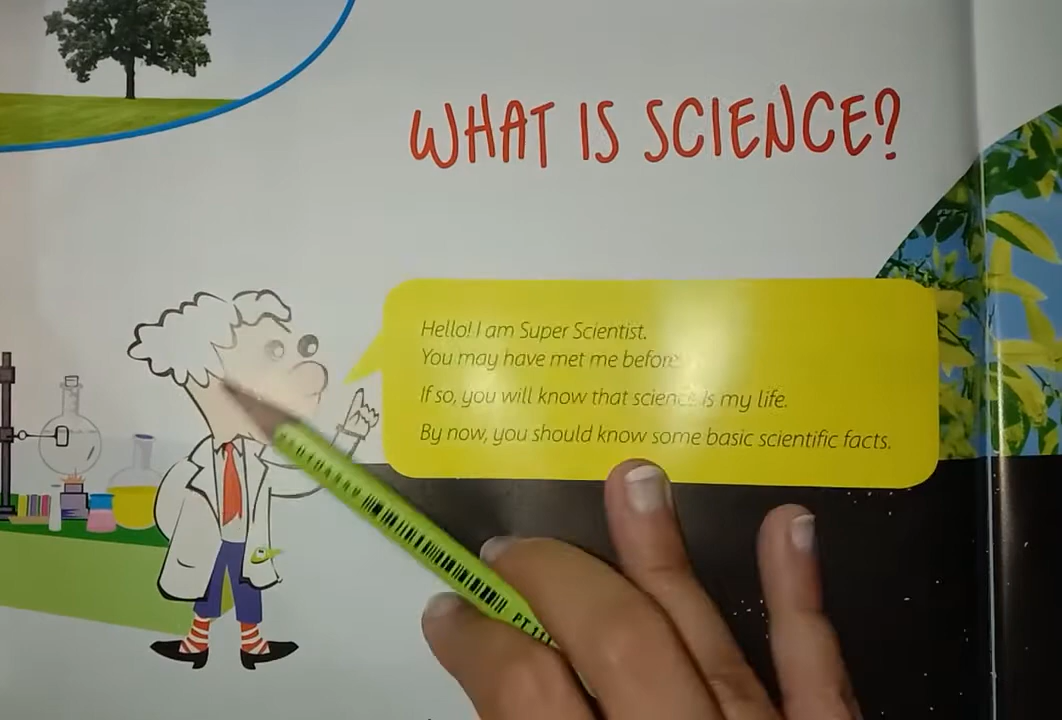 WHAT IS SCIENCE?
Hello! I am Super Scientist.
You may have met me before.
If so, you will know that science is my life.
By now, you should know some basic scientific facts.